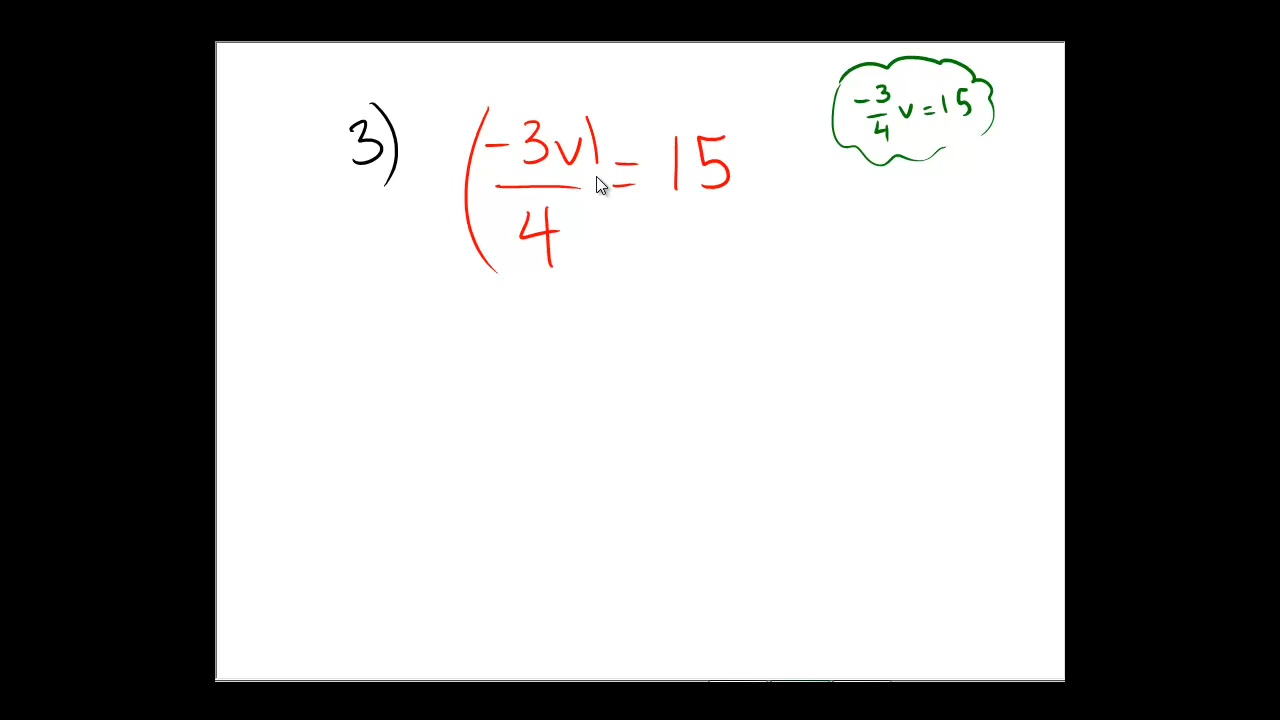 3) (-3v)/4 = 15
-3/4 v = 15